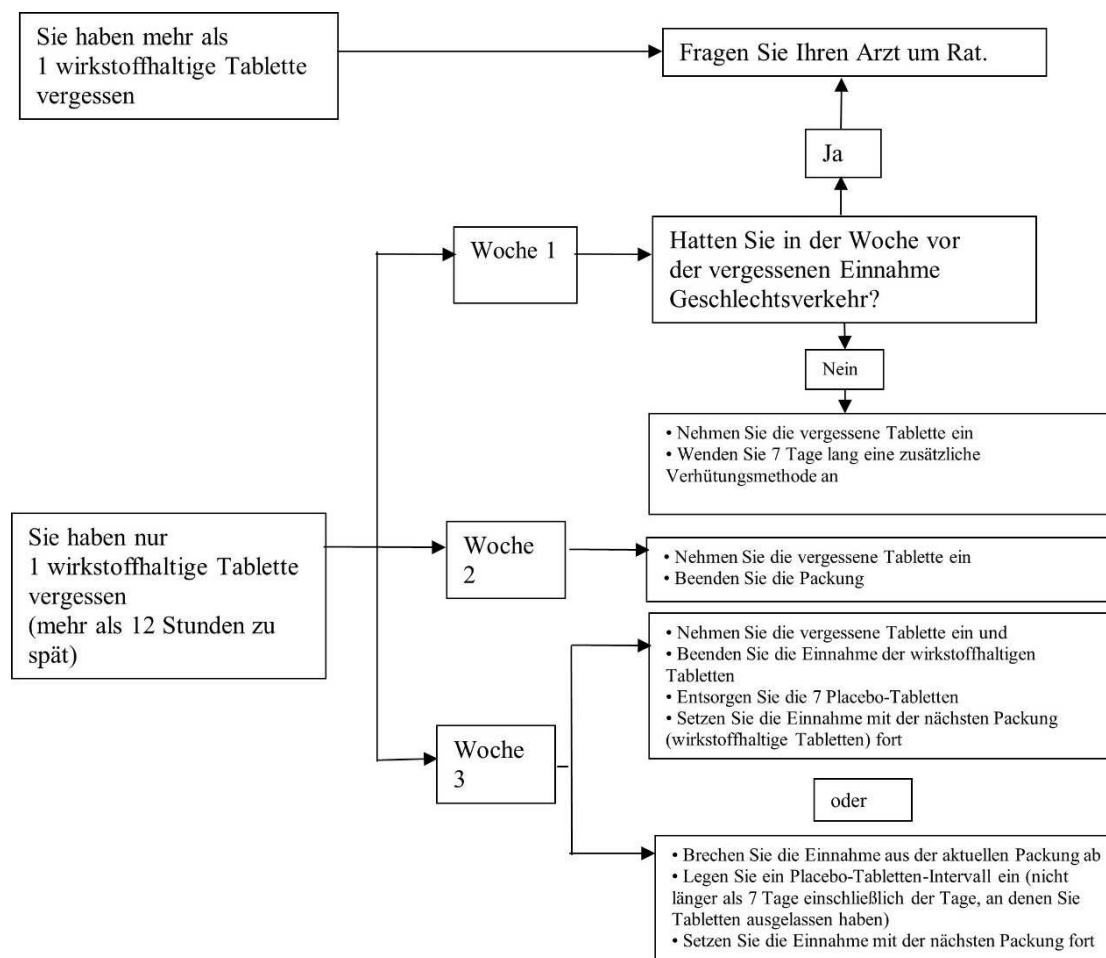 Sie haben mehr als
1 wirkstoffhaltige Tablette
vergessen
Fragen Sie Ihren Arzt um Rat.
Ja
Woche 1
Hatten Sie in der Woche vor
der vergessenen Einnahme
Geschlechtsverkehr?
Nein
• Nehmen Sie die vergessene Tablette ein
• Wenden Sie 7 Tage lang eine zusätzliche
Verhütungsmethode an
Sie haben nur
1 wirkstoffhaltige Tablette
vergessen
(mehr als 12 Stunden zu
spät)
Woche
2
• Nehmen Sie die vergessene Tablette ein
• Beenden Sie die Packung
Woche
3
• Nehmen Sie die vergessene Tablette ein und
• Beenden Sie die Einnahme der wirkstoffhaltigen
Tabletten
• Entsorgen Sie die 7 Placebo-Tabletten
• Setzen Sie die Einnahme mit der nächsten Packung
(wirkstoffhaltige Tabletten) fort
oder
• Brechen Sie die Einnahme aus der aktuellen Packung ab
• Legen Sie ein Placebo-Tabletten-Intervall ein (nicht
länger als 7 Tage einschließlich der Tage, an denen Sie
Tabletten ausgelassen haben)
• Setzen Sie die Einnahme mit der nächsten Packung fort